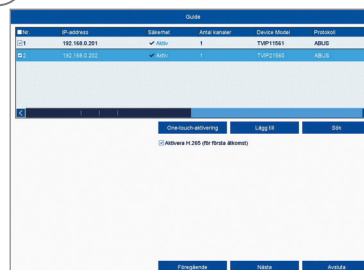 Guide
Nr. IP-address Säkerhet Antal kanaler Device Model Protokoll
1 192.168.0.201 Aktiv 1 TVIP11561 ABUS
2 192.168.0.202 Aktiv 1 TVIP21560 ABUS
One-touch-aktivering Lägg till Sök
Aktivera H.265 (för första åtkomst)
Föregående Nästa Avsluta